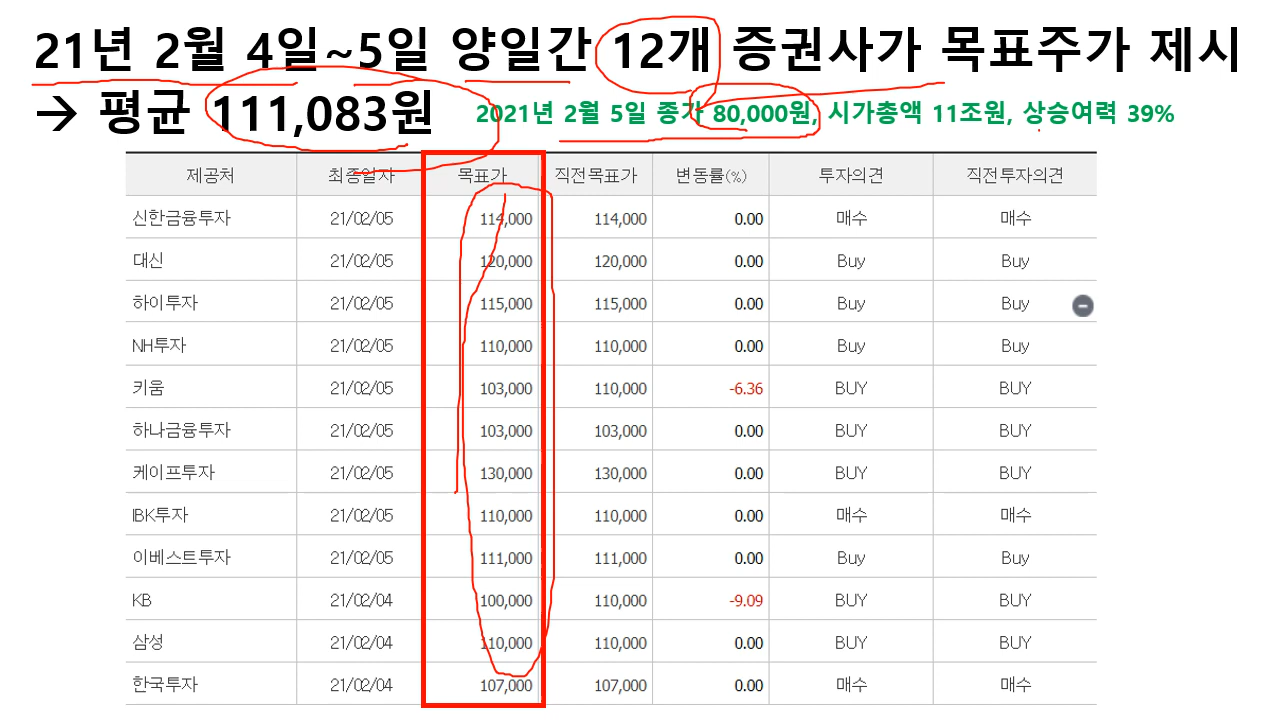 21년 2월 4일~5일 양일간 12개 증권사가 목표주가 제시
→ 평균 111,083원 2021년 2월 5일 종가 80,000원, 시가총액 11조원, 상승여력 39%
제공처 최종일자 목표가 직전목표가 변동률(%) 투자의견 직전투자의견
신한금융투자 21/02/05 114,000 114,000 0.00 매수 매수
대신 21/02/05 120,000 120,000 0.00 Buy Buy
하이투자 21/02/05 115,000 115,000 0.00 Buy Buy
NH투자 21/02/05 110,000 110,000 0.00 Buy Buy
키움 21/02/05 103,000 110,000 -6.36 BUY BUY
하나금융투자 21/02/05 103,000 103,000 0.00 BUY BUY
케이프투자 21/02/05 130,000 130,000 0.00 BUY BUY
IBK투자 21/02/05 110,000 110,000 0.00 매수 매수
이베스트투자 21/02/05 111,000 111,000 0.00 Buy Buy
KB 21/02/04 100,000 110,000 -9.09 BUY BUY
삼성 21/02/04 110,000 110,000 0.00 BUY BUY
한국투자 21/02/04 107,000 107,000 0.00 매수 매수